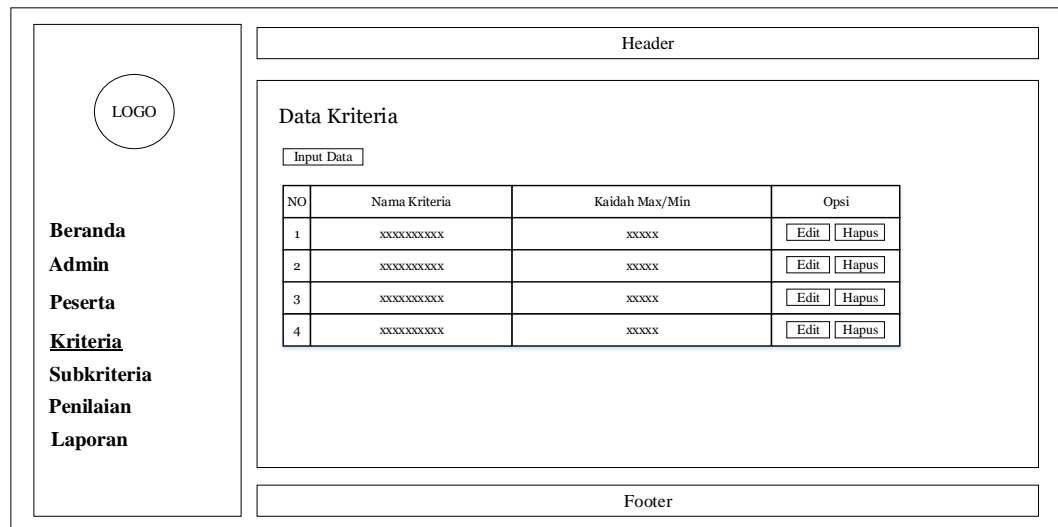 Header
LOGO
Beranda
Admin
Peserta
Kriteria
Subkriteria
Penilaian
Laporan
Data Kriteria
Input Data
NO Nama Kriteria Kaidah Max/Min Opsi
1 xxxxxxxxxx xxxxx Edit Hapus
2 xxxxxxxxxx xxxxx Edit Hapus
3 xxxxxxxxxx xxxxx Edit Hapus
4 xxxxxxxxxx xxxxx Edit Hapus
Footer